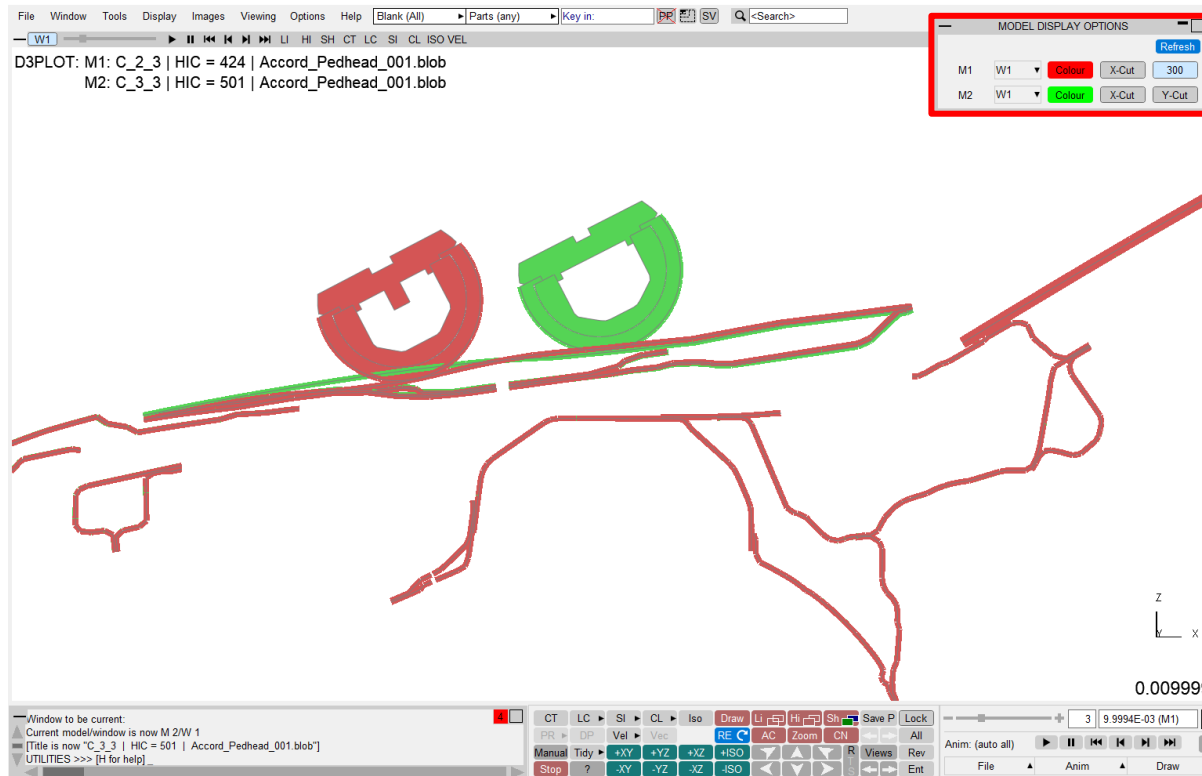 File Window Tools Display Images Viewing Options Help Blank (All) Parts (any) Key in: PP SV <Search>
W1 LI HI SH CT LC SI CL ISO VEL
D3PLOT: M1: C_2_3 | HIC = 424 | Accord_Pedhead_001.blob
M2: C_3_3 | HIC = 501 | Accord_Pedhead_001.blob
MODEL DISPLAY OPTIONS
Refresh
M1 W1 Colour X-Cut 300
M2 W1 Colour X-Cut Y-Cut
Z
Y X
0.009999
Window to be current: 4
Current model/window is now M 2/W 1
[Title is now "C_3_3 | HIC = 501 | Accord_Pedhead_001.blob"]
UTILITIES >>> [H for help] _
CT LC SI CL Iso Draw Li Hi Sh Save P Lock
PR DP Vel Vec RE AC Zoom CN All
Manual Tidy +XY +YZ +XZ +ISO R Views Rev
Stop ? -XY -YZ -XZ -ISO T S Ent
3 9.9994E-03 (M1)
Anim: (auto all)
File Anim Draw